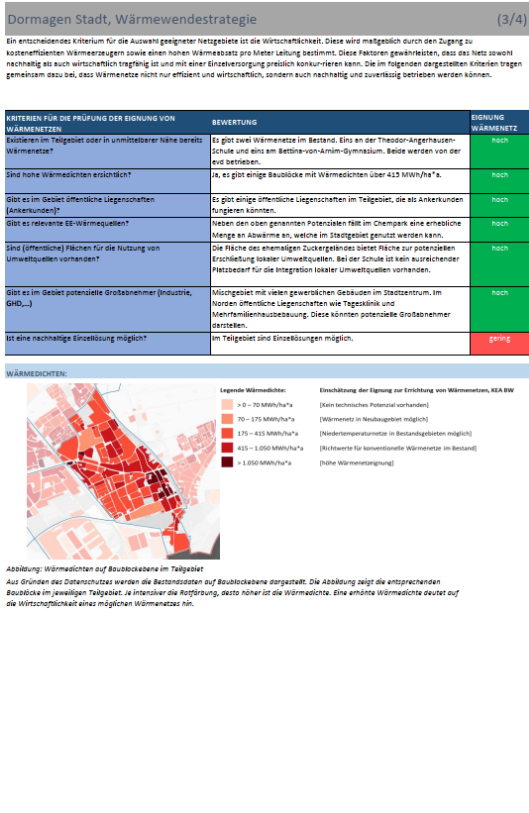 Dormagen Stadt, Wärmewendestrategie (3/4)
Ein entscheidendes Kriterium für die Auswahl geeigneter Netzgebiete ist die Wirtschaftlichkeit. Diese wird maßgeblich durch den Zugang zu
kosteneffizienten Wärmeerzeugern sowie einen hohen Wärmeabsatz pro Meter Leitung bestimmt. Diese Faktoren gewährleisten, dass das Netz sowohl
nachhaltig als auch wirtschaftlich tragfähig ist und mit einer Einzelversorgung preislich konkur-rieren kann. Die im folgenden dargestellten Kriterien tragen
gemeinsam dazu bei, dass Wärmenetze nicht nur effizient und wirtschaftlich, sondern auch nachhaltig und zuverlässig betrieben werden können.
KRITERIEN FÜR DIE PRÜFUNG DER EIGNUNG VON
WÄRMENETZEN
BEWERTUNG
EIGNUNG
WÄRMENETZ
Existieren im Teilgebiet oder in unmittelbarer Nähe bereits
Wärmenetze?
Es gibt zwei Wärmenetze im Bestand. Eins an der Theodor-Angerhausen-
Schule und eins am Bettina-von-Arnim-Gymnasium. Beide werden von der
evd betrieben.
hoch
Sind hohe Wärmedichten ersichtlich?
Ja, es gibt einige Baublöcke mit Wärmedichten über 415 MWh/ha*a.
hoch
Gibt es im Gebiet öffentliche Liegenschaften
(Ankerkunden)?
Es gibt einige öffentliche Liegenschaften im Teilgebiet, die als Ankerkunden
fungieren könnten.
hoch
Gibt es relevante EE-Wärmequellen?
Neben den oben genannten Potenzialen fällt im Chempark eine erhebliche
Menge an Abwärme an, welche im Stadtgebiet genutzt werden kann.
hoch
Sind (öffentliche) Flächen für die Nutzung von
Umweltquellen vorhanden?
Die Fläche des ehemaligen Zuckergeländes bietet Fläche zur potenziellen
Erschließung lokaler Umweltquellen. Bei der Schule ist kein ausreichender
Platzbedarf für die Integration lokaler Umweltquellen vorhanden.
hoch
Gibt es im Gebiet potenzielle Großabnehmer (Industrie,
GHD,...)
Mischgebiet mit vielen gewerblichen Gebäuden im Stadtzentrum. Im
Norden öffentliche Liegenschaften wie Tagesklinik und
Mehrfamilienhausbebauung. Diese könnten potenzielle Großabnehmer
darstellen.
hoch
Ist eine nachhaltige Einzellösung möglich?
Im Teilgebiet sind Einzellösungen möglich.
gering
WÄRMEDICHTEN:
Legende Wärmedichte: Einschätzung der Eignung zur Errichtung von Wärmenetzen, KEA BW
> 0 – 70 MWh/ha*a [Kein technisches Potenzial vorhanden]
70 – 175 MWh/ha*a [Wärmenetz in Neubaugebiet möglich]
175 – 415 MWh/ha*a [Niedertemperaturnetze in Bestandsgebieten möglich]
415 – 1.050 MWh/ha*a [Richtwerte für konventionelle Wärmenetze im Bestand]
> 1.050 MWh/ha*a [höhe Wärmenetzeignung]
Abbildung: Wärmedichten auf Baublockebene im Teilgebiet
Aus Gründen des Datenschutzes werden die Bestandsdaten auf Baublockebene dargestellt. Die Abbildung zeigt die entsprechenden
Baublöcke im jeweiligen Teilgebiet. Je intensiver die Rotfärbung, desto höher ist die Wärmedichte. Eine erhöhte Wärmedichte deutet auf
die Wirtschaftlichkeit eines möglichen Wärmenetzes hin.